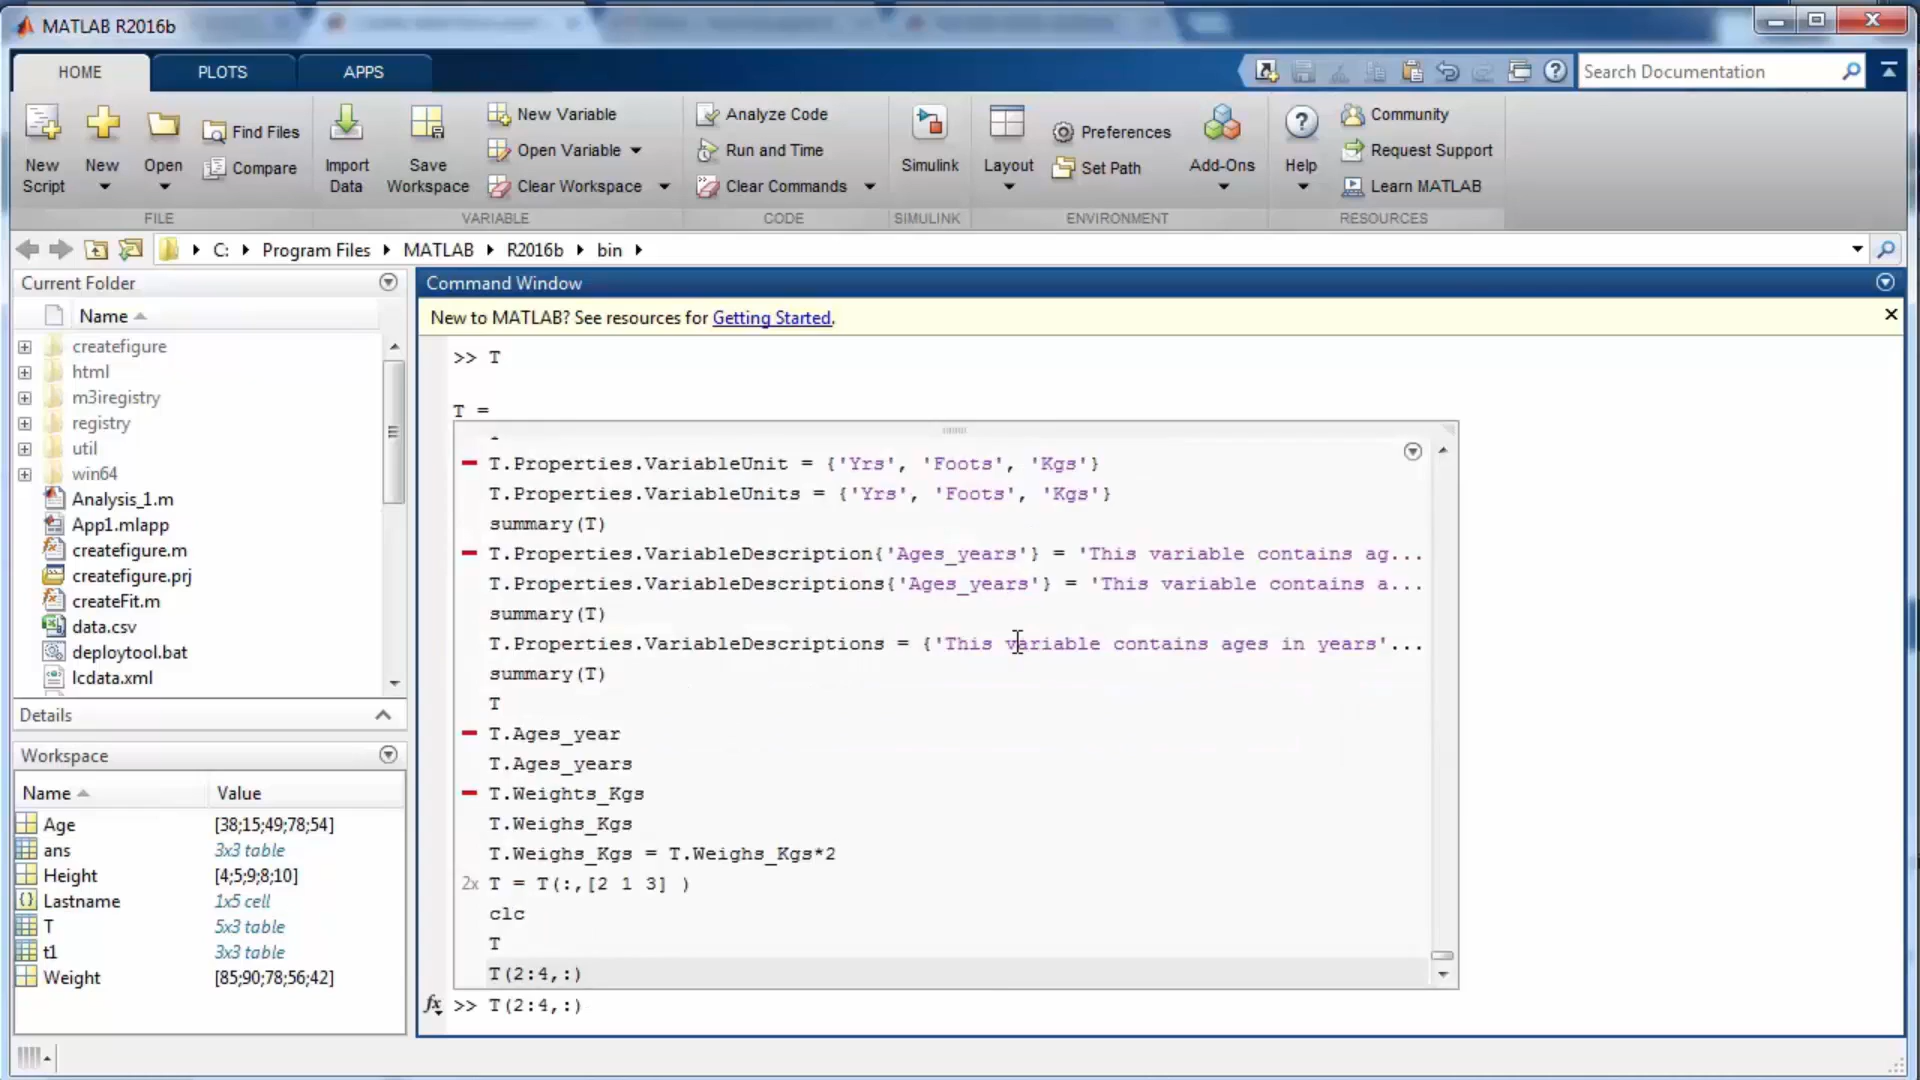 MATLAB R2016b
HOME PLOTS APPS Search Documentation
New Script New Open Find Files Compare Import Data Save Workspace New Variable Open Variable Clear Workspace Analyze Code Run and Time Clear Commands Simulink Layout Preferences Set Path Add-Ons Help Community Request Support Learn MATLAB
FILE VARIABLE CODE SIMULINK ENVIRONMENT RESOURCES
C: Program Files MATLAB R2016b bin
Current Folder
Name
createfigure
html
m3iregistry
registry
util
win64
Analysis_1.m
App1.mlapp
createfigure.m
createfigure.prj
createFit.m
data.csv
deploytool.bat
lcdata.xml
Details
Workspace
Name Value
Age [38;15;49;78;54]
ans 3x3 table
Height [4;5;9;8;10]
Lastname 1x5 cell
T 5x3 table
t1 3x3 table
Weight [85;90;78;56;42]
Command Window
New to MATLAB? See resources for Getting Started.
>> T
T =
T.Properties.VariableUnit = {'Yrs', 'Foots', 'Kgs'}
T.Properties.VariableUnits = {'Yrs', 'Foots', 'Kgs'}
summary(T)
T.Properties.VariableDescription{'Ages_years'} = 'This variable contains ag...
T.Properties.VariableDescriptions{'Ages_years'} = 'This variable contains a...
summary(T)
T.Properties.VariableDescriptions = {'This variable contains ages in years'...
summary(T)
T
T.Ages_year
T.Ages_years
T.Weights_Kgs
T.Weighs_Kgs
T.Weighs_Kgs = T.Weighs_Kgs*2
2x T = T(:,[2 1 3] )
clc
T
T(2:4,:)
fx >> T(2:4,:)